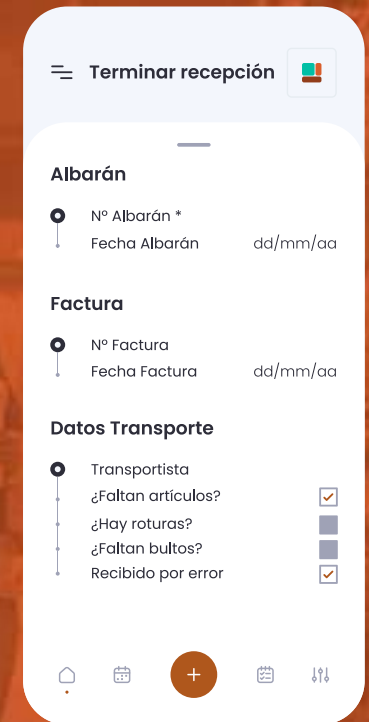 Terminar recepción
Albarán
Nº Albarán *
Fecha Albarán dd/mm/aa
Factura
Nº Factura
Fecha Factura dd/mm/aa
Datos Transporte
Transportista
¿Faltan artículos?
¿Hay roturas?
¿Faltan bultos?
Recibido por error